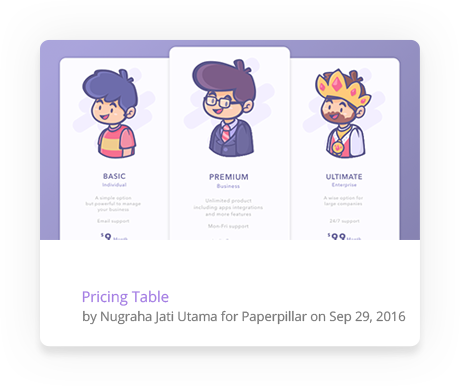 BASIC
Individual
A simple option
but powerful to manage
your business
Email support
$9 Month
PREMIUM
Business
Unlimited product
including apps integrations
and more features
Mon-Fri support
ULTIMATE
Enterprise
A wise option for
large companies
24/7 support
$99 Month
Pricing Table
by Nugraha Jati Utama for Paperpillar on Sep 29, 2016